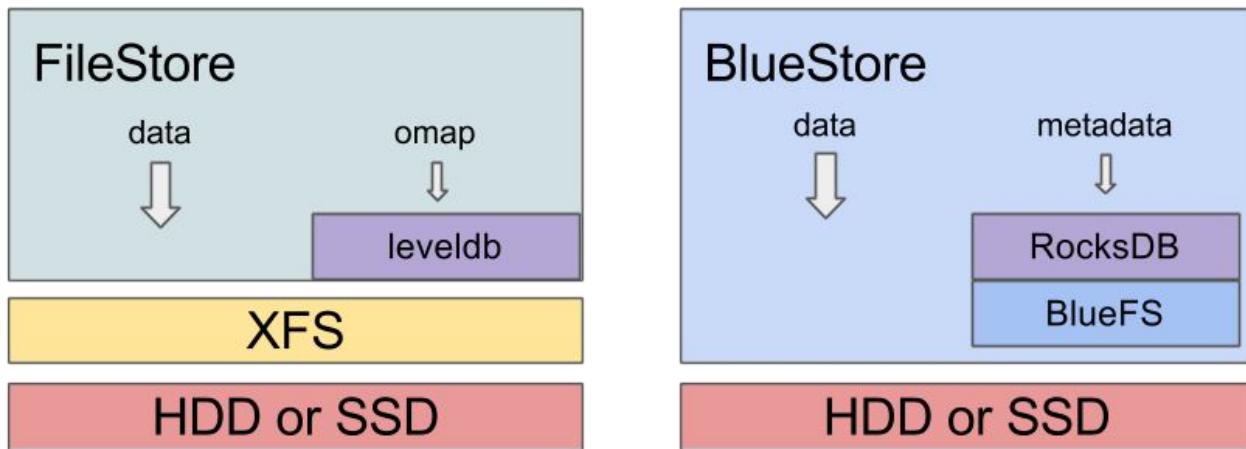 FileStore
data
omap
leveldb
XFS
HDD or SSD
BlueStore
data
metadata
RocksDB
BlueFS
HDD or SSD